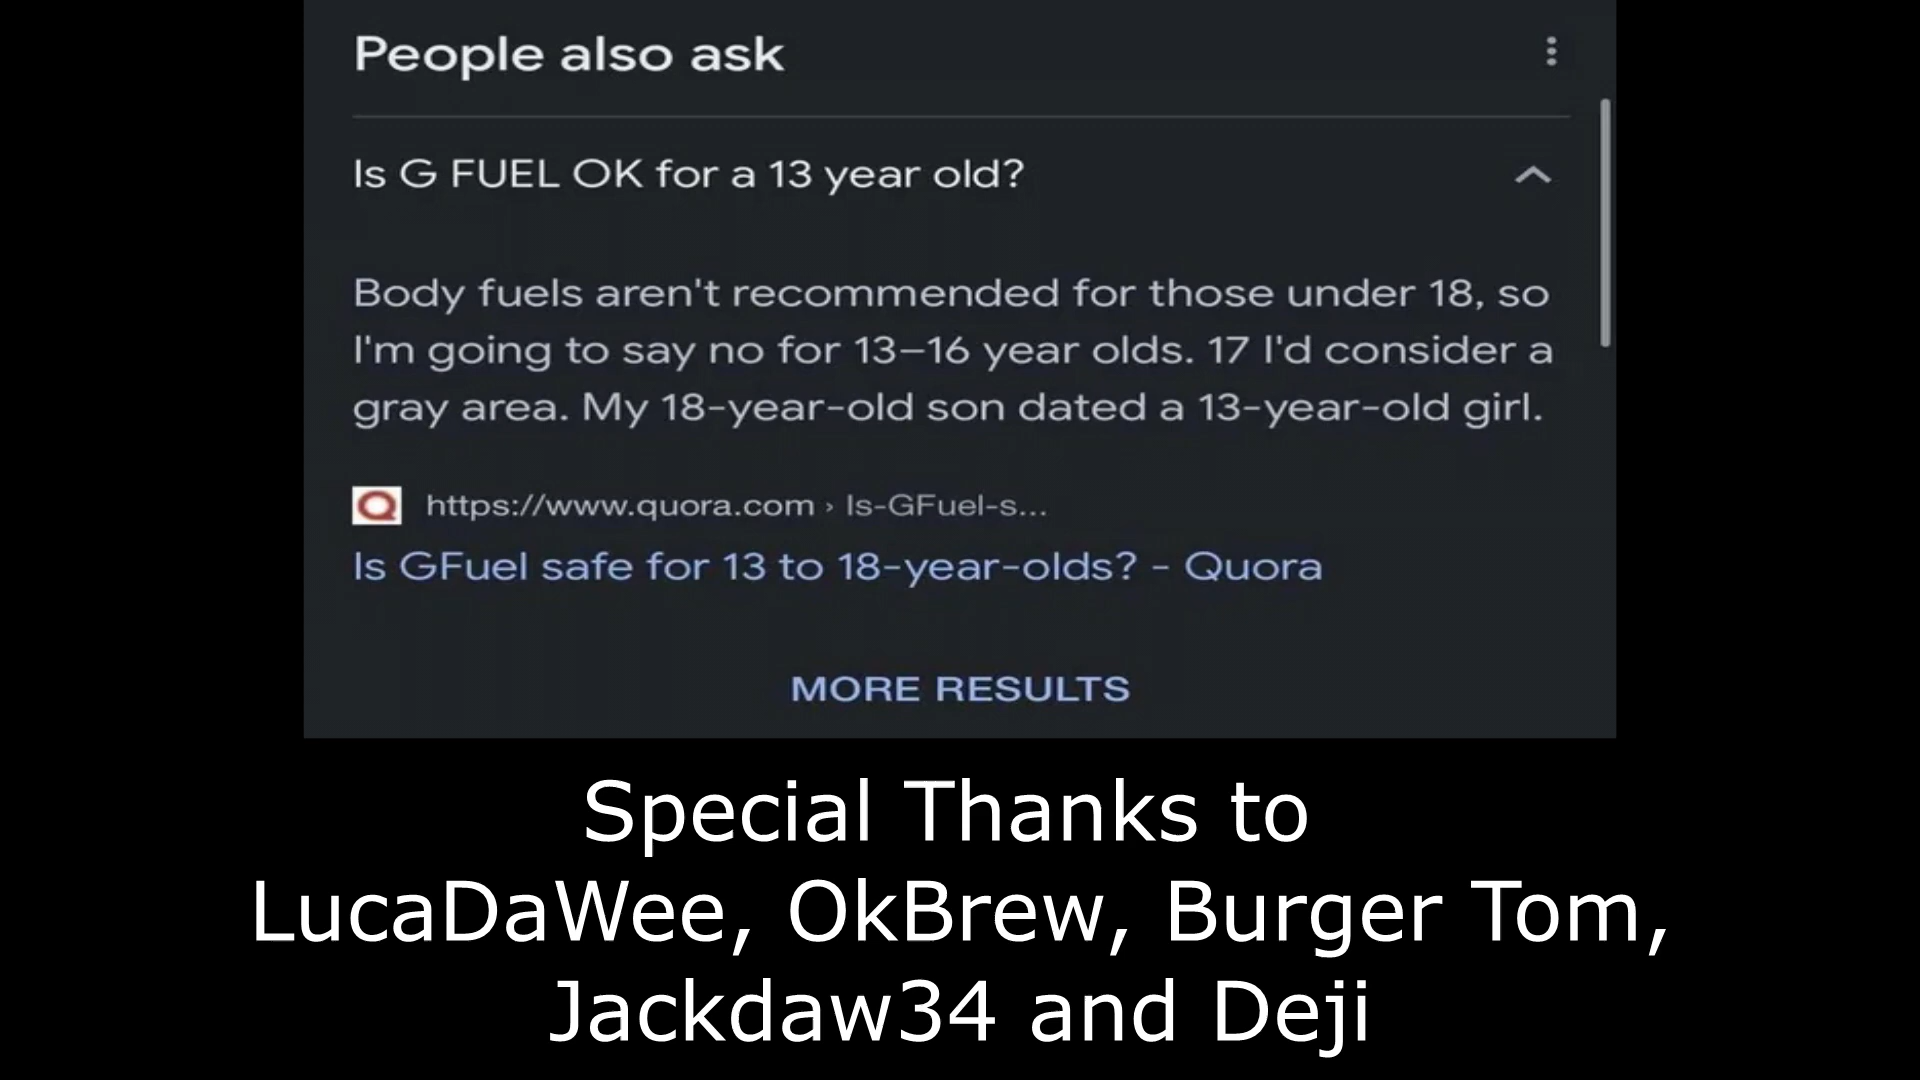 People also ask
Is G FUEL OK for a 13 year old?
Body fuels aren't recommended for those under 18, so
I'm going to say no for 13–16 year olds. 17 I'd consider a
gray area. My 18-year-old son dated a 13-year-old girl.
https://www.quora.com › Is-GFuel-s...
Is GFuel safe for 13 to 18-year-olds? - Quora
MORE RESULTS
Special Thanks to
LucaDaWee, OkBrew, Burger Tom,
Jackdaw34 and Deji